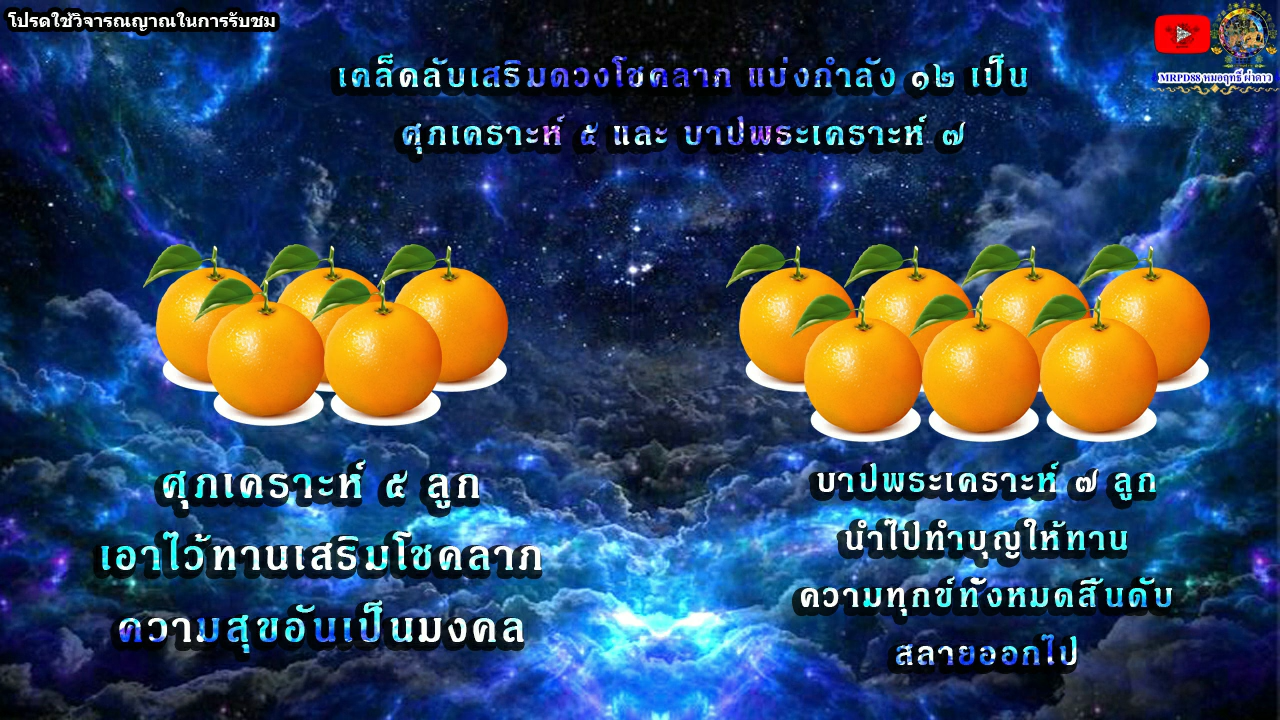 โปรดใช้วิจารณญาณในการรับชม
MRPD88 หมอฤทธิ์ ผ่าดาว
เคล็ดลับเสริมดวงโชคลาภ แบ่งกำลัง ๑๒ เป็น
ศุภเคราะห์ ๕ และ บาปพระเคราะห์ ๗
ศุภเคราะห์ ๕ ลูก
เอาไว้ทานเสริมโชคลาภ
ความสุขอันเป็นมงคล
บาปพระเคราะห์ ๗ ลูก
นำไปทำบุญให้ทาน
ความทุกข์ทั้งหมดสิ้นดับ
สลายออกไป